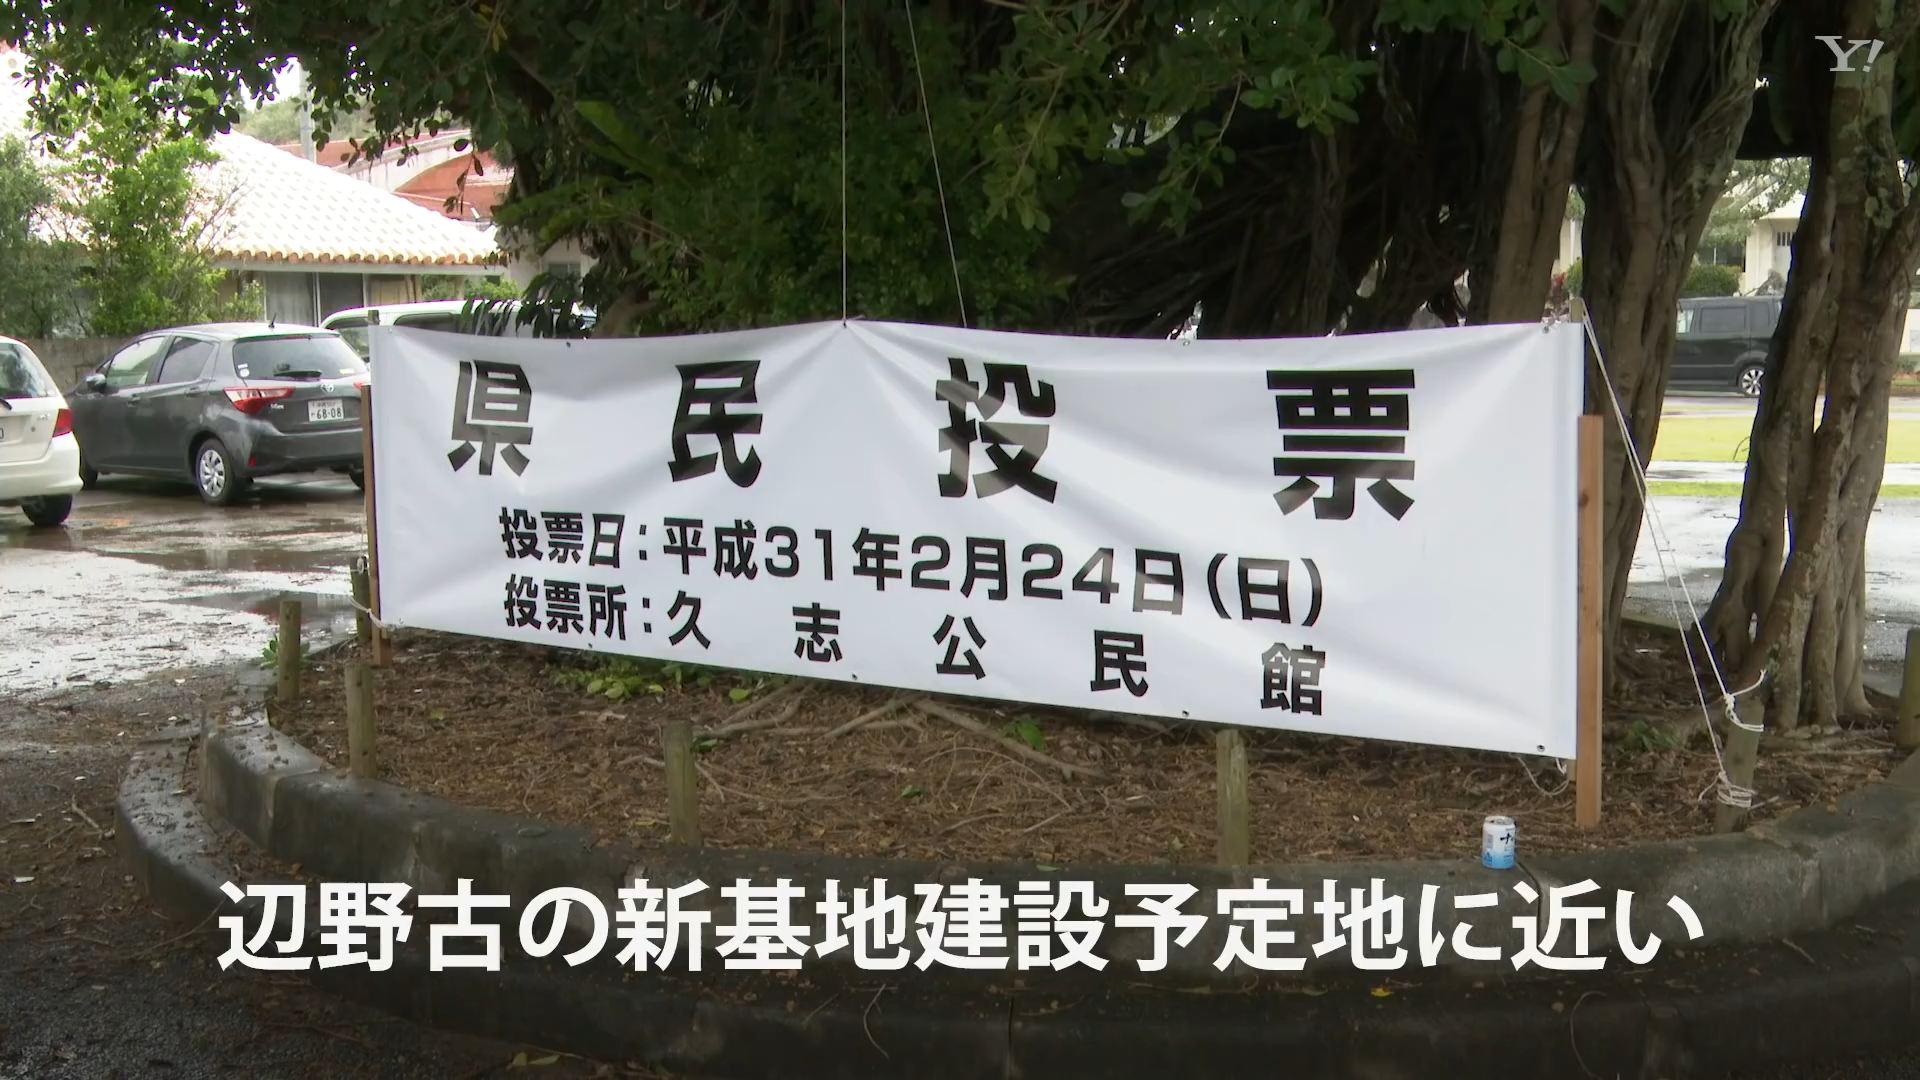 Y!
県民投票
投票日:平成31年2月24日(日)
投票所:久志公民館
68-08
辺野古の新基地建設予定地に近い